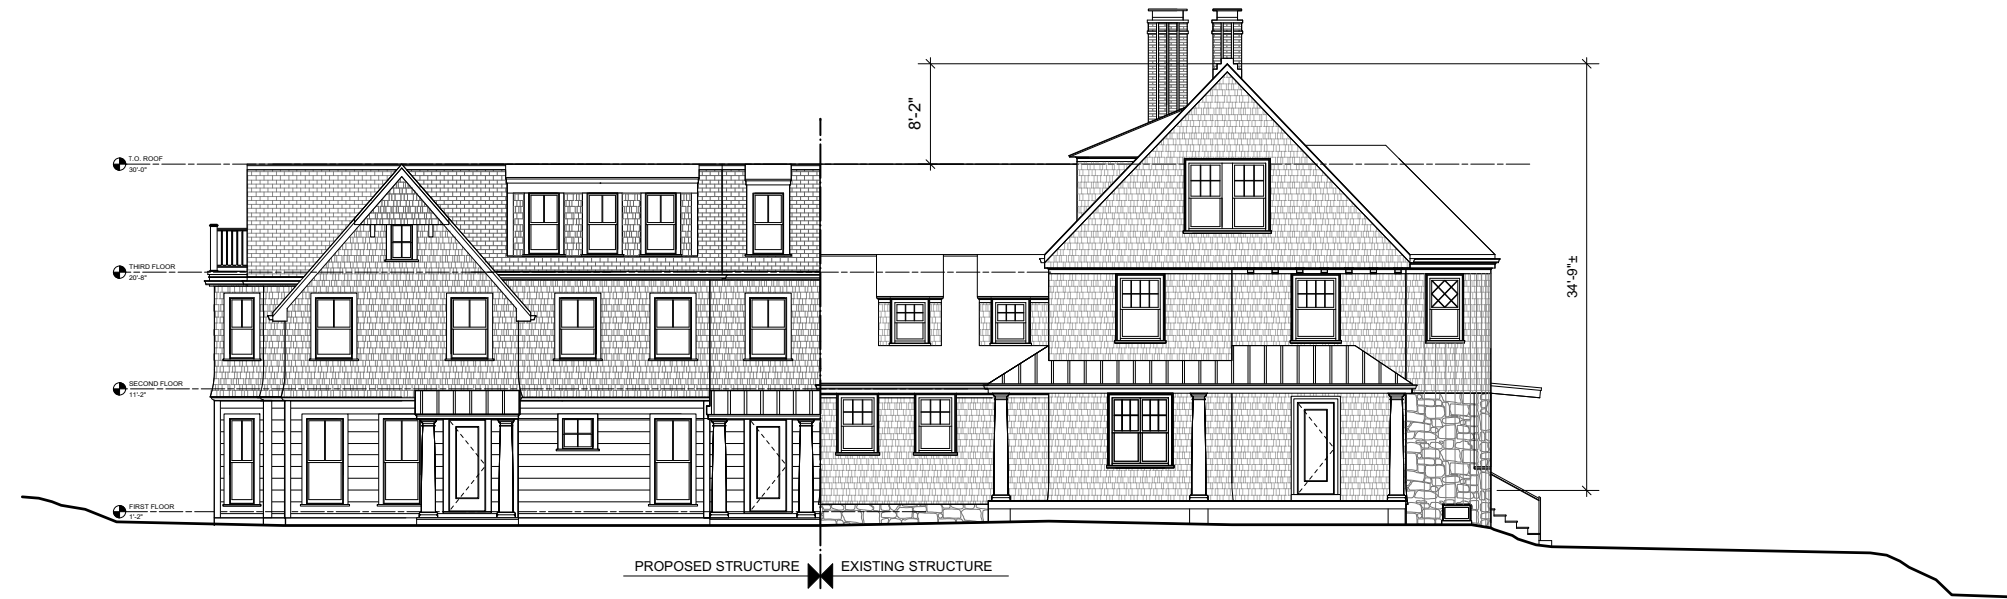 8'-2"
T.O. ROOF
30'-0"
34'-9"±
THIRD FLOOR
20'-8"
SECOND FLOOR
11'-2"
FIRST FLOOR
1'-2"
PROPOSED STRUCTURE
EXISTING STRUCTURE